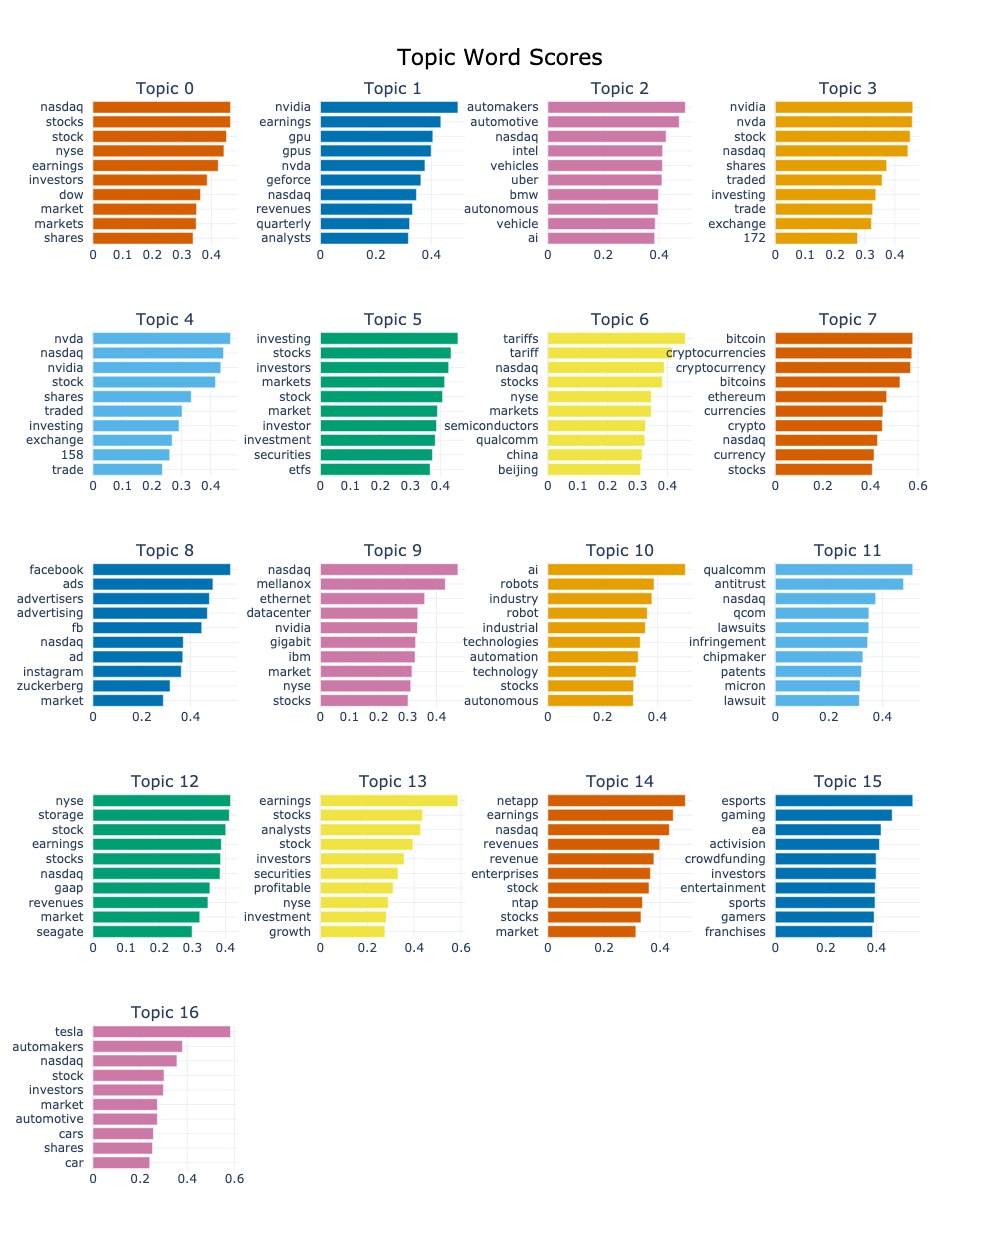 Topic Word Scores
Topic 0
nasdaq
stocks
stock
nyse
earnings
investors
dow
market
markets
shares
0 0.1 0.2 0.3 0.4
Topic 1
nvidia
earnings
gpu
gpus
nvda
geforce
nasdaq
revenues
quarterly
analysts
0 0.2 0.4
Topic 2
automakers
automotive
nasdaq
intel
vehicles
uber
bmw
autonomous
vehicle
ai
0 0.2 0.4
Topic 3
nvidia
nvda
stock
nasdaq
shares
traded
investing
trade
exchange
172
0 0.1 0.2 0.3 0.4
Topic 4
nvda
nasdaq
nvidia
stock
shares
traded
investing
exchange
158
trade
0 0.1 0.2 0.3 0.4
Topic 5
investing
stocks
investors
markets
stock
market
investor
investment
securities
etfs
0 0.1 0.2 0.3 0.4
Topic 6
tariffs
tariff
nasdaq
stocks
nyse
markets
semiconductors
qualcomm
china
beijing
0 0.1 0.2 0.3 0.4
Topic 7
bitcoin
cryptocurrencies
cryptocurrency
bitcoins
ethereum
currencies
crypto
nasdaq
currency
stocks
0 0.2 0.4 0.6
Topic 8
facebook
ads
advertisers
advertising
fb
nasdaq
ad
instagram
zuckerberg
market
0 0.2 0.4
Topic 9
nasdaq
mellanox
ethernet
datacenter
nvidia
gigabit
ibm
market
nyse
stocks
0 0.1 0.2 0.3 0.4
Topic 10
ai
robots
industry
robot
industrial
technologies
automation
technology
stocks
autonomous
0 0.2 0.4
Topic 11
qualcomm
antitrust
nasdaq
qcom
lawsuits
infringement
chipmaker
patents
micron
lawsuit
0 0.2 0.4
Topic 12
nyse
storage
stock
earnings
stocks
nasdaq
gaap
revenues
market
seagate
0 0.1 0.2 0.3 0.4
Topic 13
earnings
stocks
analysts
stock
investors
securities
profitable
nyse
investment
growth
0 0.2 0.4 0.6
Topic 14
netapp
earnings
nasdaq
revenues
revenue
enterprises
stock
ntap
stocks
market
0 0.2 0.4
Topic 15
esports
gaming
ea
activision
crowdfunding
investors
entertainment
sports
gamers
franchises
0 0.2 0.4
Topic 16
tesla
automakers
nasdaq
stock
investors
market
automotive
cars
shares
car
0 0.2 0.4 0.6